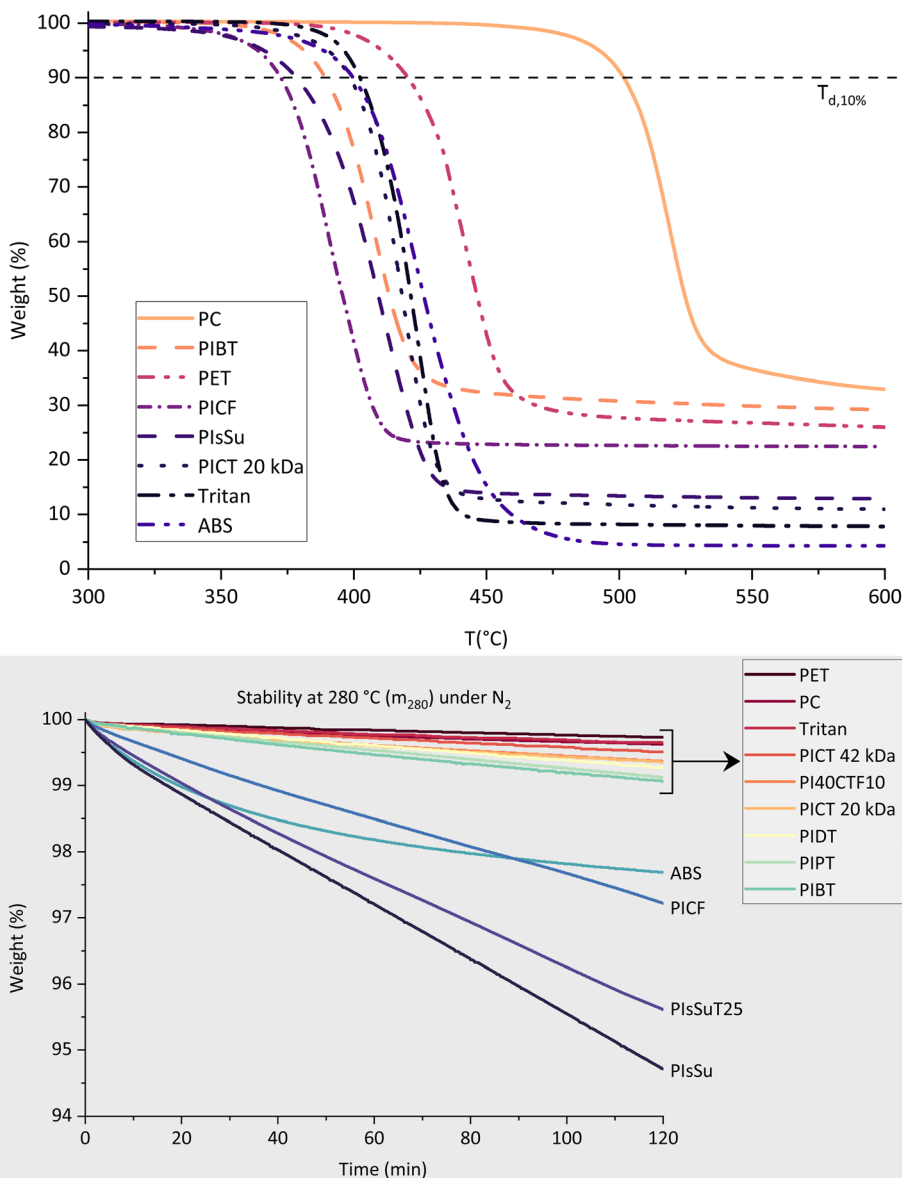 100
90
80
70
60
50
40
30
20
10
0
Weight (%)
T_d,10%
PC
PIBT
PET
PICF
PIsSu
PICT 20 kDa
Tritan
ABS
300
350
400
450
500
550
600
T(°C)
Stability at 280 °C (m_280) under N_2
100
99
98
97
96
95
94
Weight (%)
PET
PC
Tritan
PICT 42 kDa
PI40CTF10
PICT 20 kDa
PIDT
PIPT
PIBT
ABS
PICF
PIsSuT25
PIsSu
0
20
40
60
80
100
120
Time (min)